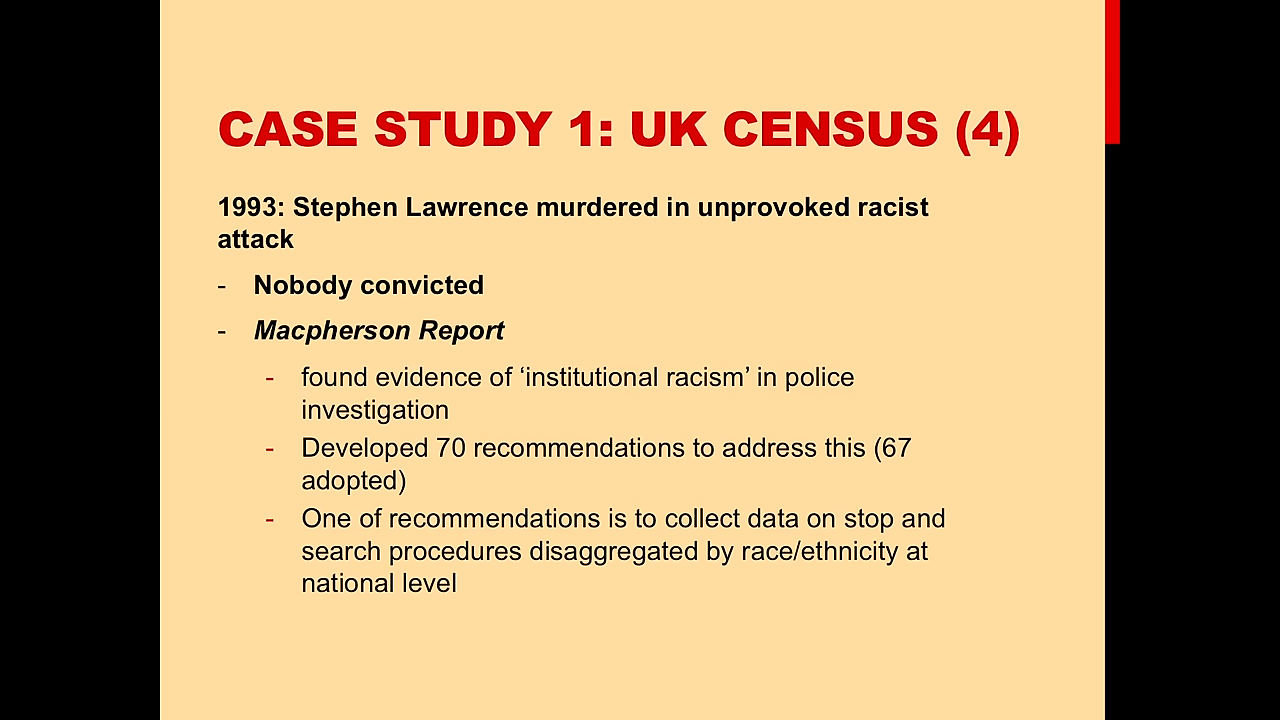 CASE STUDY 1: UK CENSUS (4)
1993: Stephen Lawrence murdered in unprovoked racist
attack
- Nobody convicted
- Macpherson Report
- found evidence of ‘institutional racism’ in police
investigation
- Developed 70 recommendations to address this (67
adopted)
- One of recommendations is to collect data on stop and
search procedures disaggregated by race/ethnicity at
national level